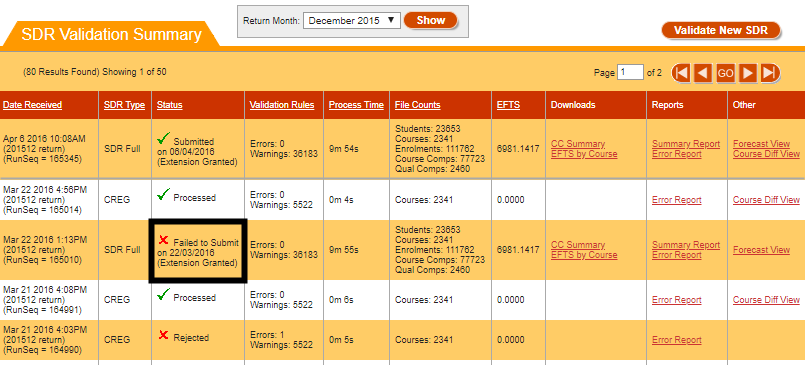 Return Month: December 2015 Show
SDR Validation Summary
Validate New SDR
(80 Results Found) Showing 1 of 50
Page 1 of 2 GO
Date Received SDR Type Status Validation Rules Process Time File Counts EFTS Downloads Reports Other
Apr 6 2016 10:08AM
(201512 return)
(RunSeq = 165345)
SDR Full
Submitted
on 06/04/2016
(Extension Granted)
Errors: 0
Warnings: 36183
9m 54s
Students: 23653
Courses: 2341
Enrolments: 111762
Course Comps: 77723
Qual Comps: 2460
6981.1417
CC Summary
EFTS by Course
Summary Report
Error Report
Forecast View
Course Diff View
Mar 22 2016 4:56PM
(201512 return)
(RunSeq = 165014)
CREG
Processed
Errors: 0
Warnings: 5522
0m 4s
Courses: 2341
0.0000
Error Report
Course Diff View
Mar 22 2016 1:13PM
(201512 return)
(RunSeq = 165010)
SDR Full
Failed to Submit
on 22/03/2016
(Extension Granted)
Errors: 0
Warnings: 36183
9m 55s
Students: 23653
Courses: 2341
Enrolments: 111762
Course Comps: 77723
Qual Comps: 2460
6981.1417
CC Summary
EFTS by Course
Summary Report
Error Report
Forecast View
Mar 21 2016 4:08PM
(201512 return)
(RunSeq = 164991)
CREG
Processed
Errors: 0
Warnings: 5522
0m 6s
Courses: 2341
0.0000
Error Report
Course Diff View
Mar 21 2016 4:03PM
(201512 return)
(RunSeq = 164990)
CREG
Rejected
Errors: 1
Warnings: 5522
0m 5s
Courses: 2341
0.0000
Error Report